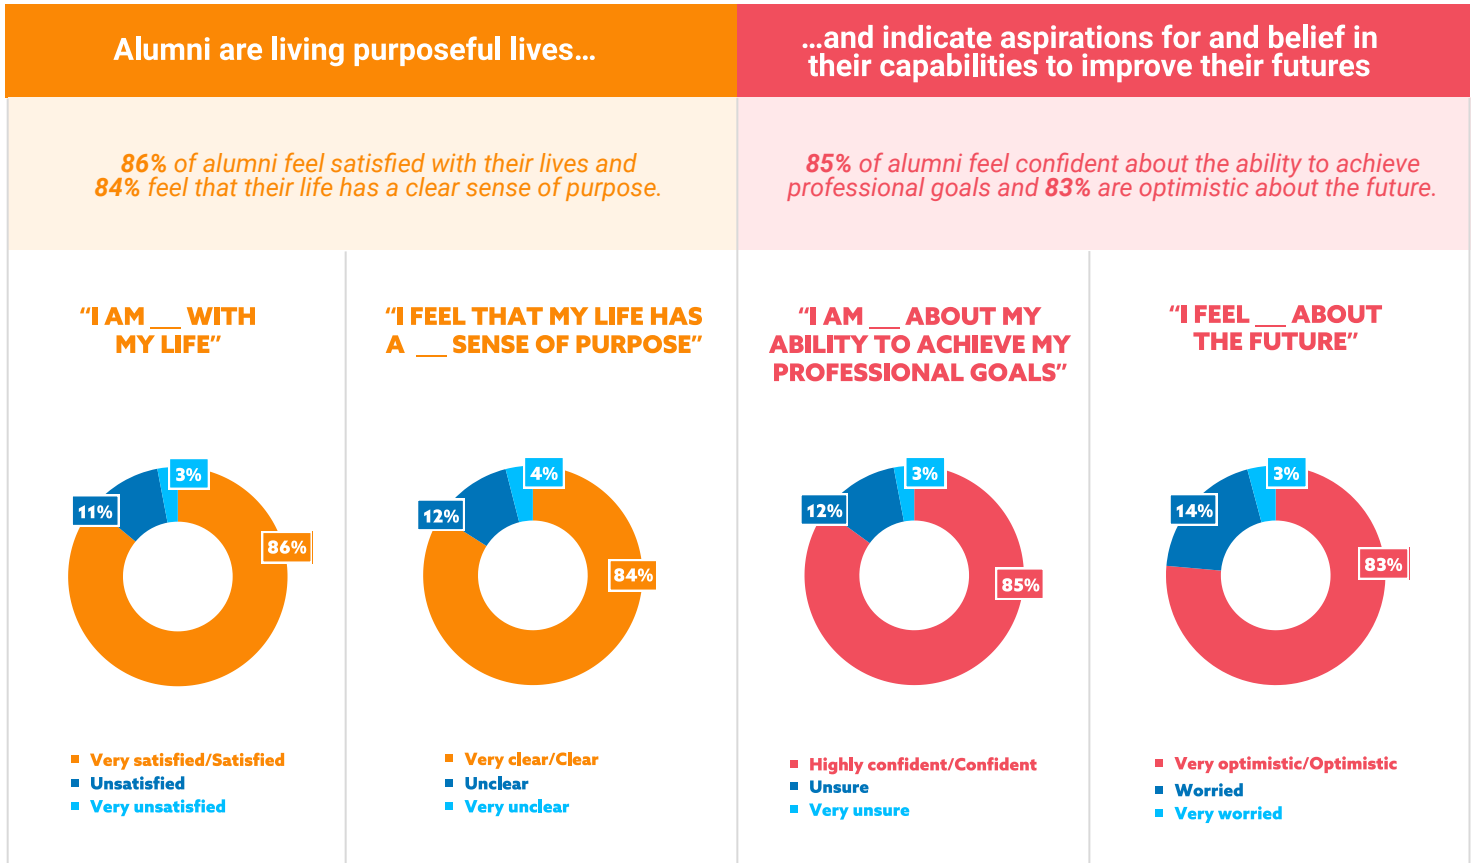 Alumni are living purposeful lives...
...and indicate aspirations for and belief in
their capabilities to improve their futures
86% of alumni feel satisfied with their lives and
84% feel that their life has a clear sense of purpose.
85% of alumni feel confident about the ability to achieve
professional goals and 83% are optimistic about the future.
“I AM __ WITH
MY LIFE”
3%
11%
86%
Very satisfied/Satisfied
Unsatisfied
Very unsatisfied
“I FEEL THAT MY LIFE HAS
A __ SENSE OF PURPOSE”
4%
12%
84%
Very clear/Clear
Unclear
Very unclear
“I AM __ ABOUT MY
ABILITY TO ACHIEVE MY
PROFESSIONAL GOALS”
3%
12%
85%
Highly confident/Confident
Unsure
Very unsure
“I FEEL __ ABOUT
THE FUTURE”
3%
14%
83%
Very optimistic/Optimistic
Worried
Very worried